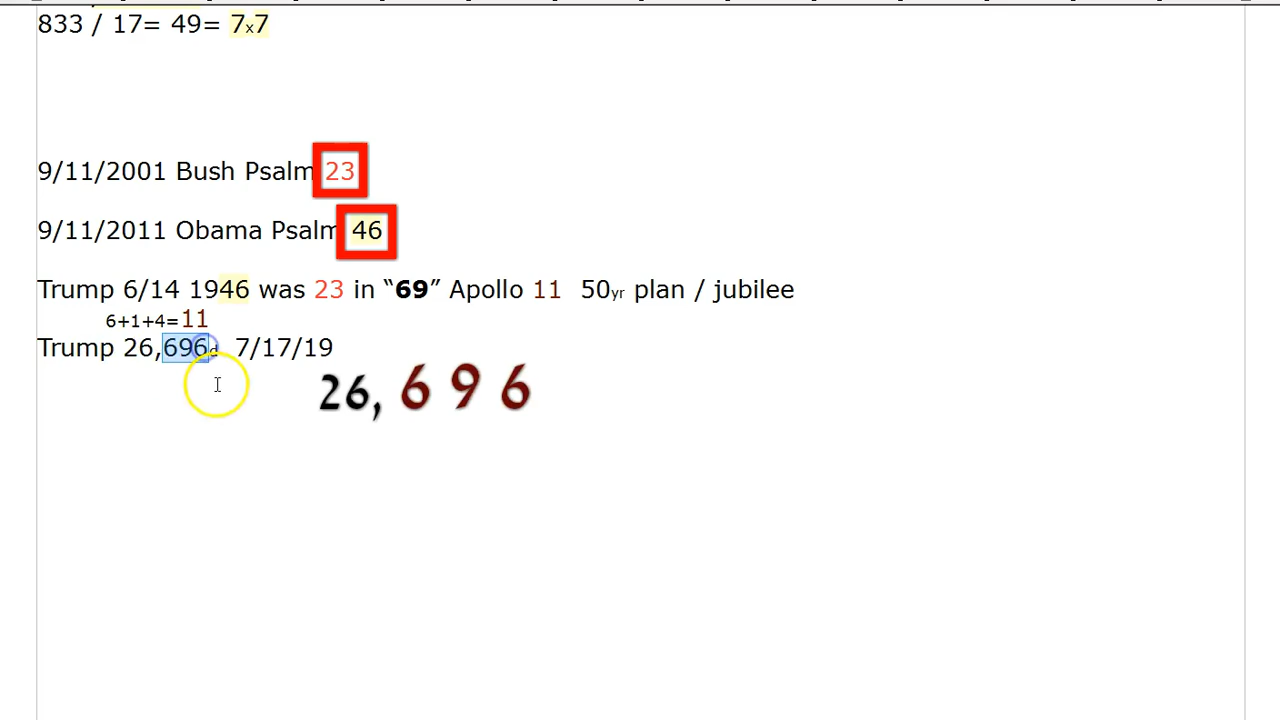 833 / 17= 49= 7x7
9/11/2001 Bush Psalm 23
9/11/2011 Obama Psalm 46
Trump 6/14 1946 was 23 in “69” Apollo 11 50yr plan / jubilee
6+1+4=11
Trump 26,696d 7/17/19
26, 6 9 6